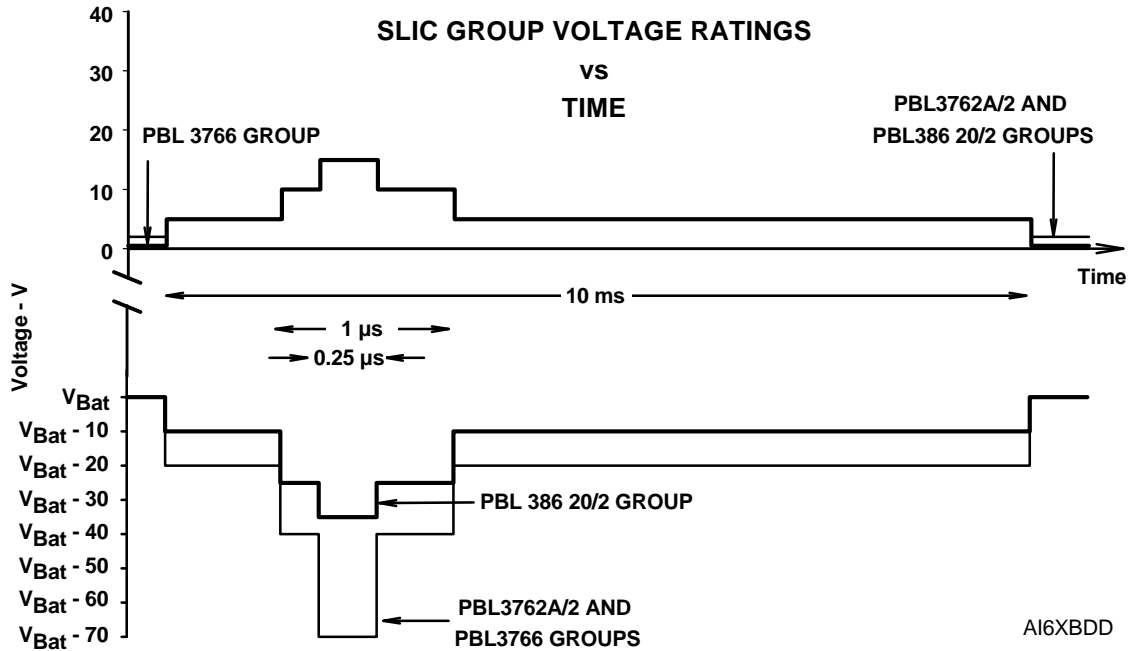 SLIC GROUP VOLTAGE RATINGS
vs
TIME
40
30
20
10
0
PBL 3766 GROUP
PBL3762A/2 AND
PBL386 20/2 GROUPS
Time
10 ms
1 µs
0.25 µs
Voltage - V
VBat
VBat - 10
VBat - 20
VBat - 30
VBat - 40
VBat - 50
VBat - 60
VBat - 70
PBL 386 20/2 GROUP
PBL3762A/2 AND
PBL3766 GROUPS
AI6XBDD